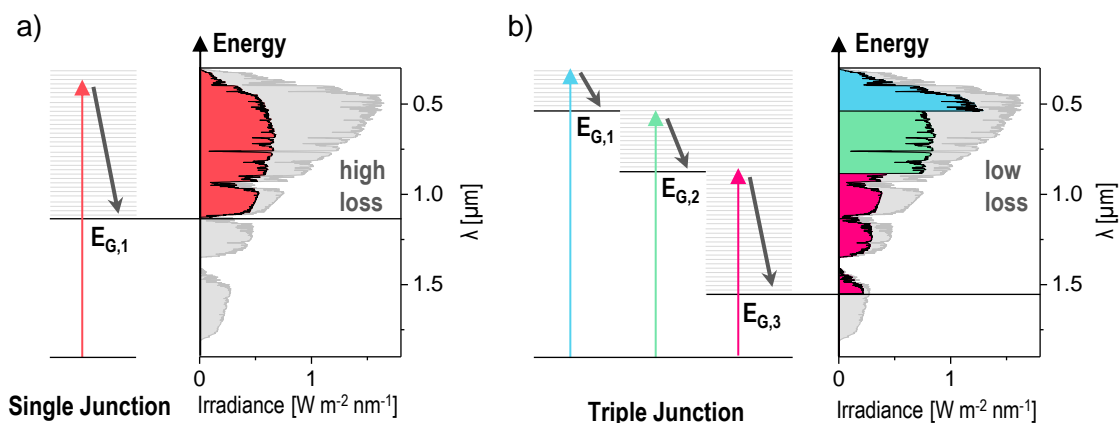 a)
Energy
high
loss
E_G,1
0.5
1.0
1.5
λ [µm]
0
1
Single Junction
Irradiance [W m⁻² nm⁻¹]
b)
Energy
E_G,1
E_G,2
E_G,3
low
loss
0.5
1.0
1.5
λ [µm]
0
1
Triple Junction
Irradiance [W m⁻² nm⁻¹]